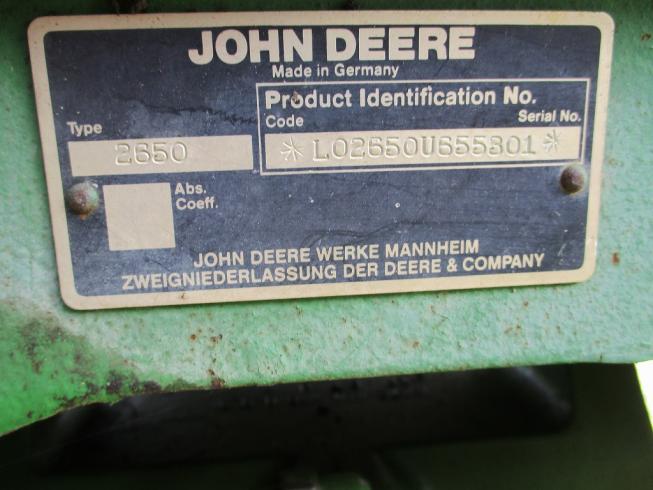 JOHN DEERE
Made in Germany
Product Identification No.
Code Serial No.
Type
2650
*L02650U655801*
Abs.
Coeff.
JOHN DEERE WERKE MANNHEIM
ZWEIGNIEDERLASSUNG DER DEERE & COMPANY